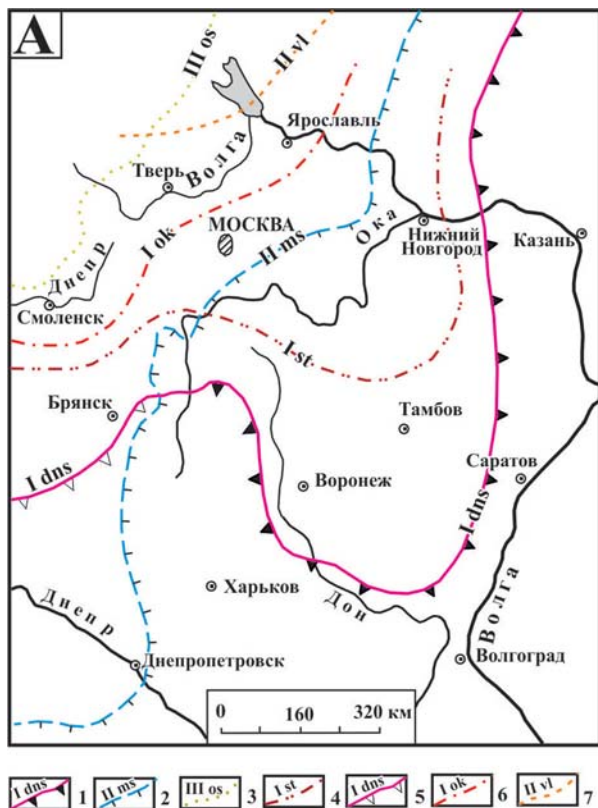 А
III os
II vl
Ярославль
Волга
Тверь
I ok
МОСКВА
II ms
Ока
Нижний
Новгород
Казань
Днепр
Смоленск
I st
Брянск
Тамбов
I dns
Саратов
Воронеж
I dns
Харьков
Дон
Волга
Днепр
Днепропетровск
Волгоград
0 160 320 км
I dns 1 II ms 2 III os 3 I st 4 I dns 5 I ok 6 II vl 7